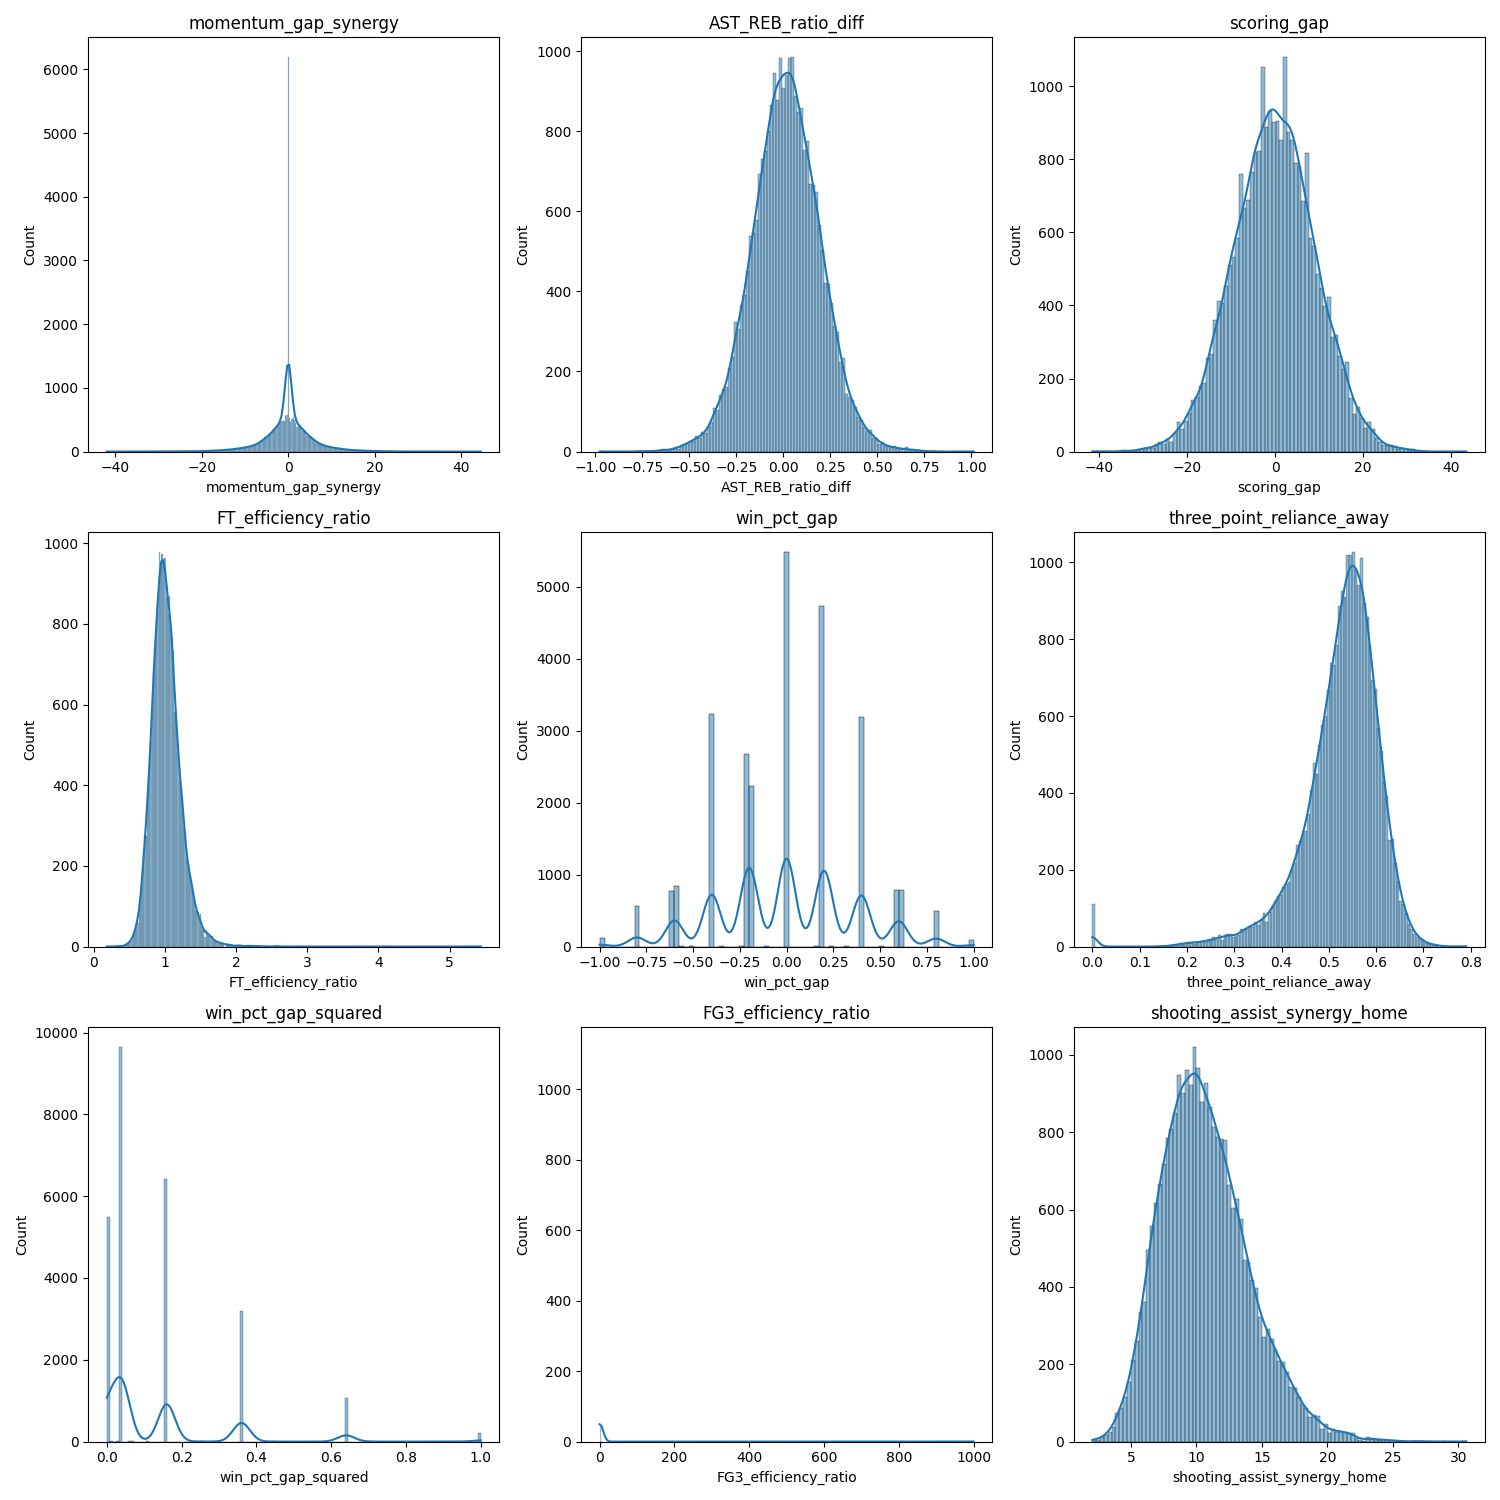 momentum_gap_synergy
AST_REB_ratio_diff
scoring_gap
6000
5000
4000
3000
2000
1000
0
Count
−40 −20 0 20 40
momentum_gap_synergy
1000
800
600
400
200
0
Count
−1.00 −0.75 −0.50 −0.25 0.00 0.25 0.50 0.75 1.00
AST_REB_ratio_diff
1000
800
600
400
200
0
Count
−40 −20 0 20 40
scoring_gap
FT_efficiency_ratio
win_pct_gap
three_point_reliance_away
1000
800
600
400
200
0
Count
0 1 2 3 4 5
FT_efficiency_ratio
5000
4000
3000
2000
1000
0
Count
−1.00 −0.75 −0.50 −0.25 0.00 0.25 0.50 0.75 1.00
win_pct_gap
1000
800
600
400
200
0
Count
0.0 0.1 0.2 0.3 0.4 0.5 0.6 0.7 0.8
three_point_reliance_away
win_pct_gap_squared
FG3_efficiency_ratio
shooting_assist_synergy_home
10000
8000
6000
4000
2000
0
Count
0.0 0.2 0.4 0.6 0.8 1.0
win_pct_gap_squared
1000
800
600
400
200
0
Count
0 200 400 600 800 1000
FG3_efficiency_ratio
1000
800
600
400
200
0
Count
5 10 15 20 25 30
shooting_assist_synergy_home